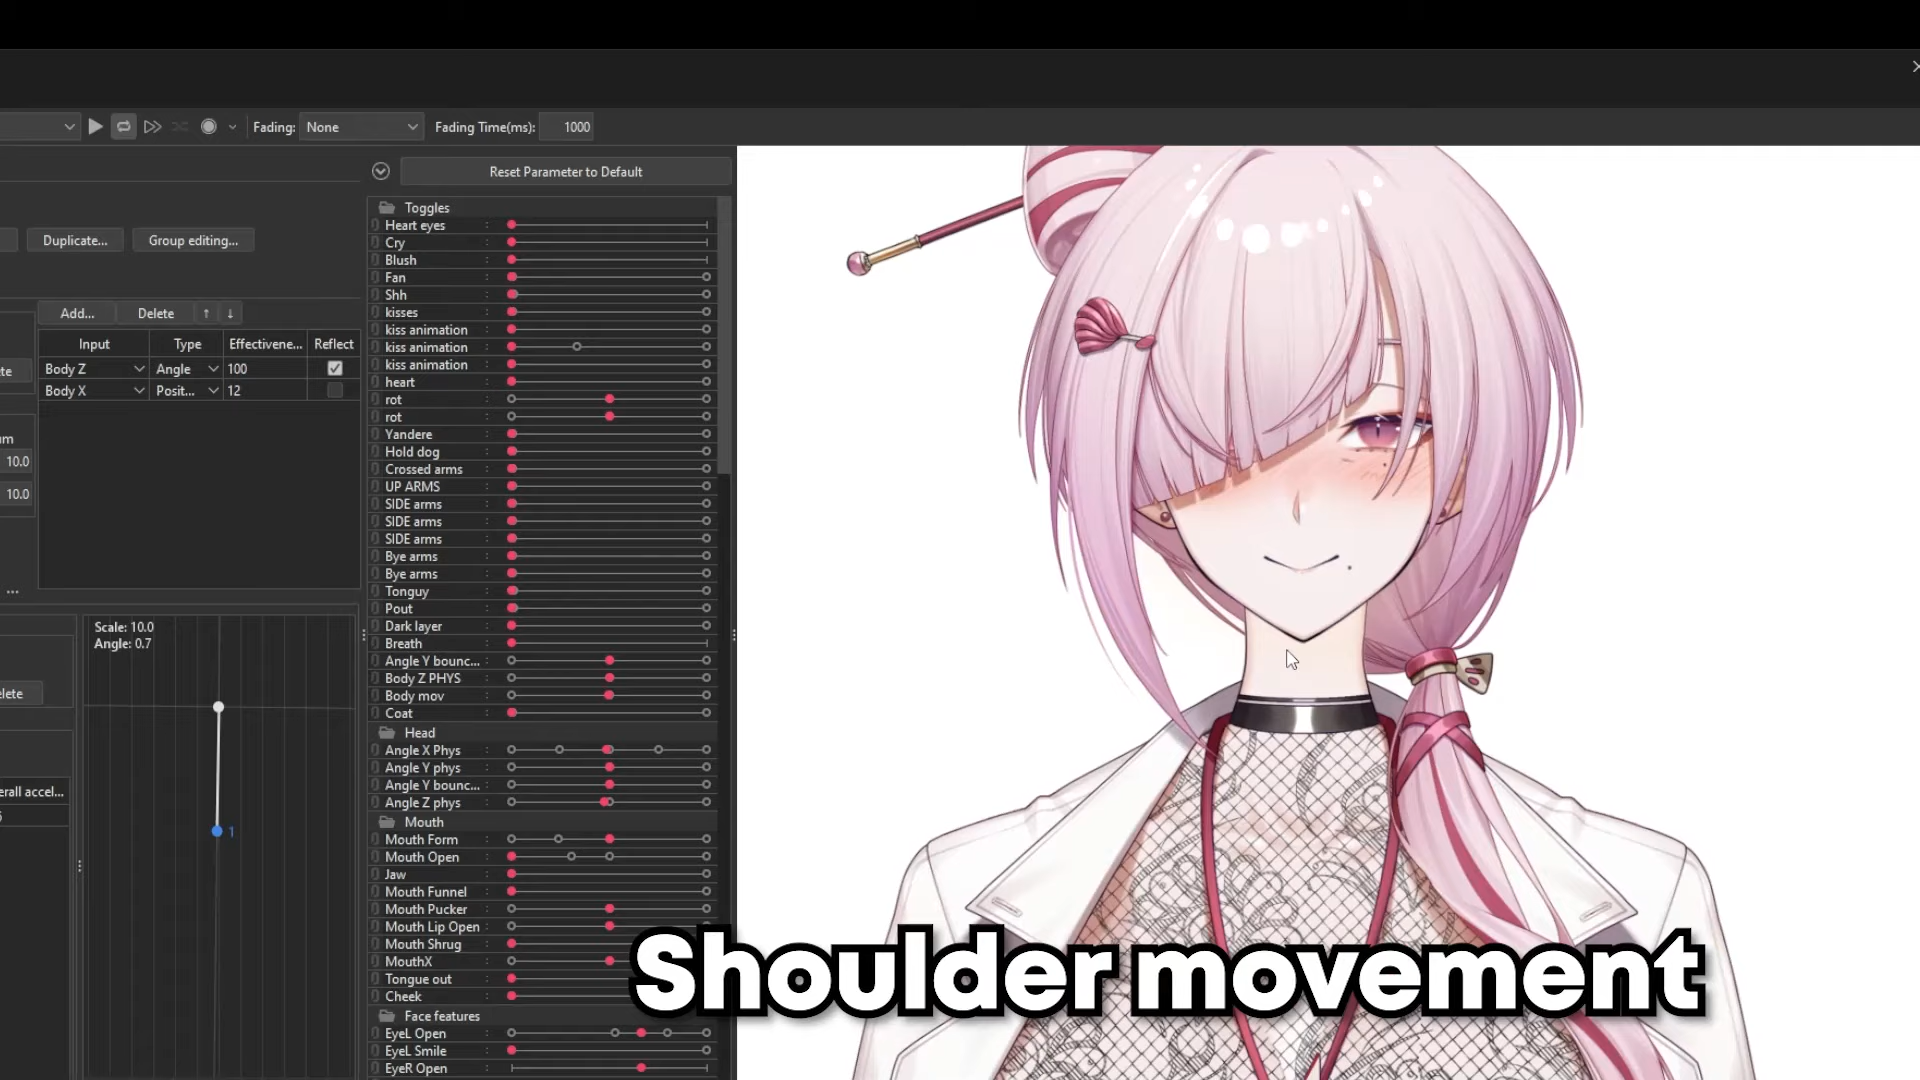 Fading:
None
Fading Time(ms):
1000
Reset Parameter to Default
Duplicate...
Group editing...
Add...
Delete
↑
↓
Input
Type
Effectivene...
Reflect
Body Z
Angle
100
Body X
Posit...
12
10.0
10.0
...
Scale: 10.0
Angle: 0.7
1
erall accel...
Toggles
Heart eyes
Cry
Blush
Fan
Shh
kisses
kiss animation
kiss animation
kiss animation
heart
rot
rot
Yandere
Hold dog
Crossed arms
UP ARMS
SIDE arms
SIDE arms
SIDE arms
Bye arms
Bye arms
Tonguy
Pout
Dark layer
Breath
Angle Y bounc...
Body Z PHYS
Body mov
Coat
Head
Angle X Phys
Angle Y phys
Angle Y bounc...
Angle Z phys
Mouth
Mouth Form
Mouth Open
Jaw
Mouth Funnel
Mouth Pucker
Mouth Lip Open
Mouth Shrug
MouthX
Tongue out
Cheek
Face features
EyeL Open
EyeL Smile
EyeR Open
Shoulder movement